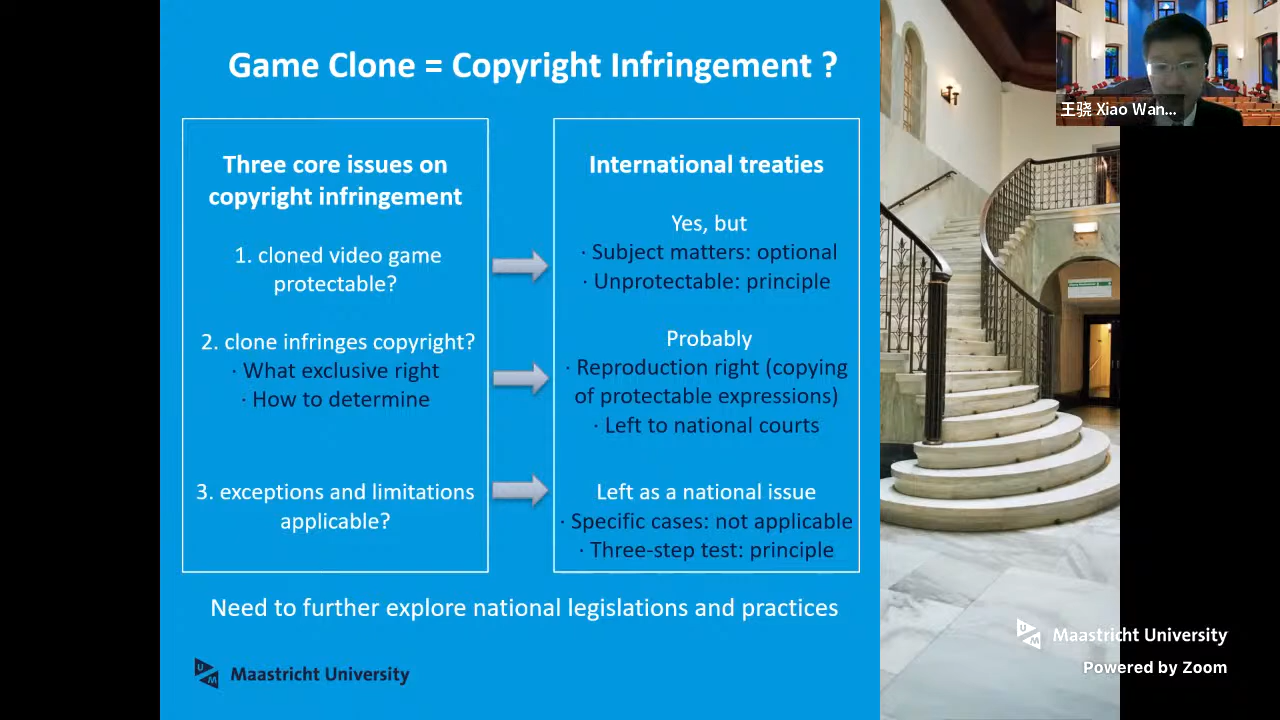 Game Clone = Copyright Infringement ?
Three core issues on
copyright infringement
1. cloned video game
protectable?
2. clone infringes copyright?
· What exclusive right
· How to determine
3. exceptions and limitations
applicable?
International treaties
Yes, but
· Subject matters: optional
· Unprotectable: principle
Probably
· Reproduction right (copying
of protectable expressions)
· Left to national courts
Left as a national issue
· Specific cases: not applicable
· Three-step test: principle
Need to further explore national legislations and practices
UM Maastricht University
王骁 Xiao Wan...
UM Maastricht University
Powered by Zoom